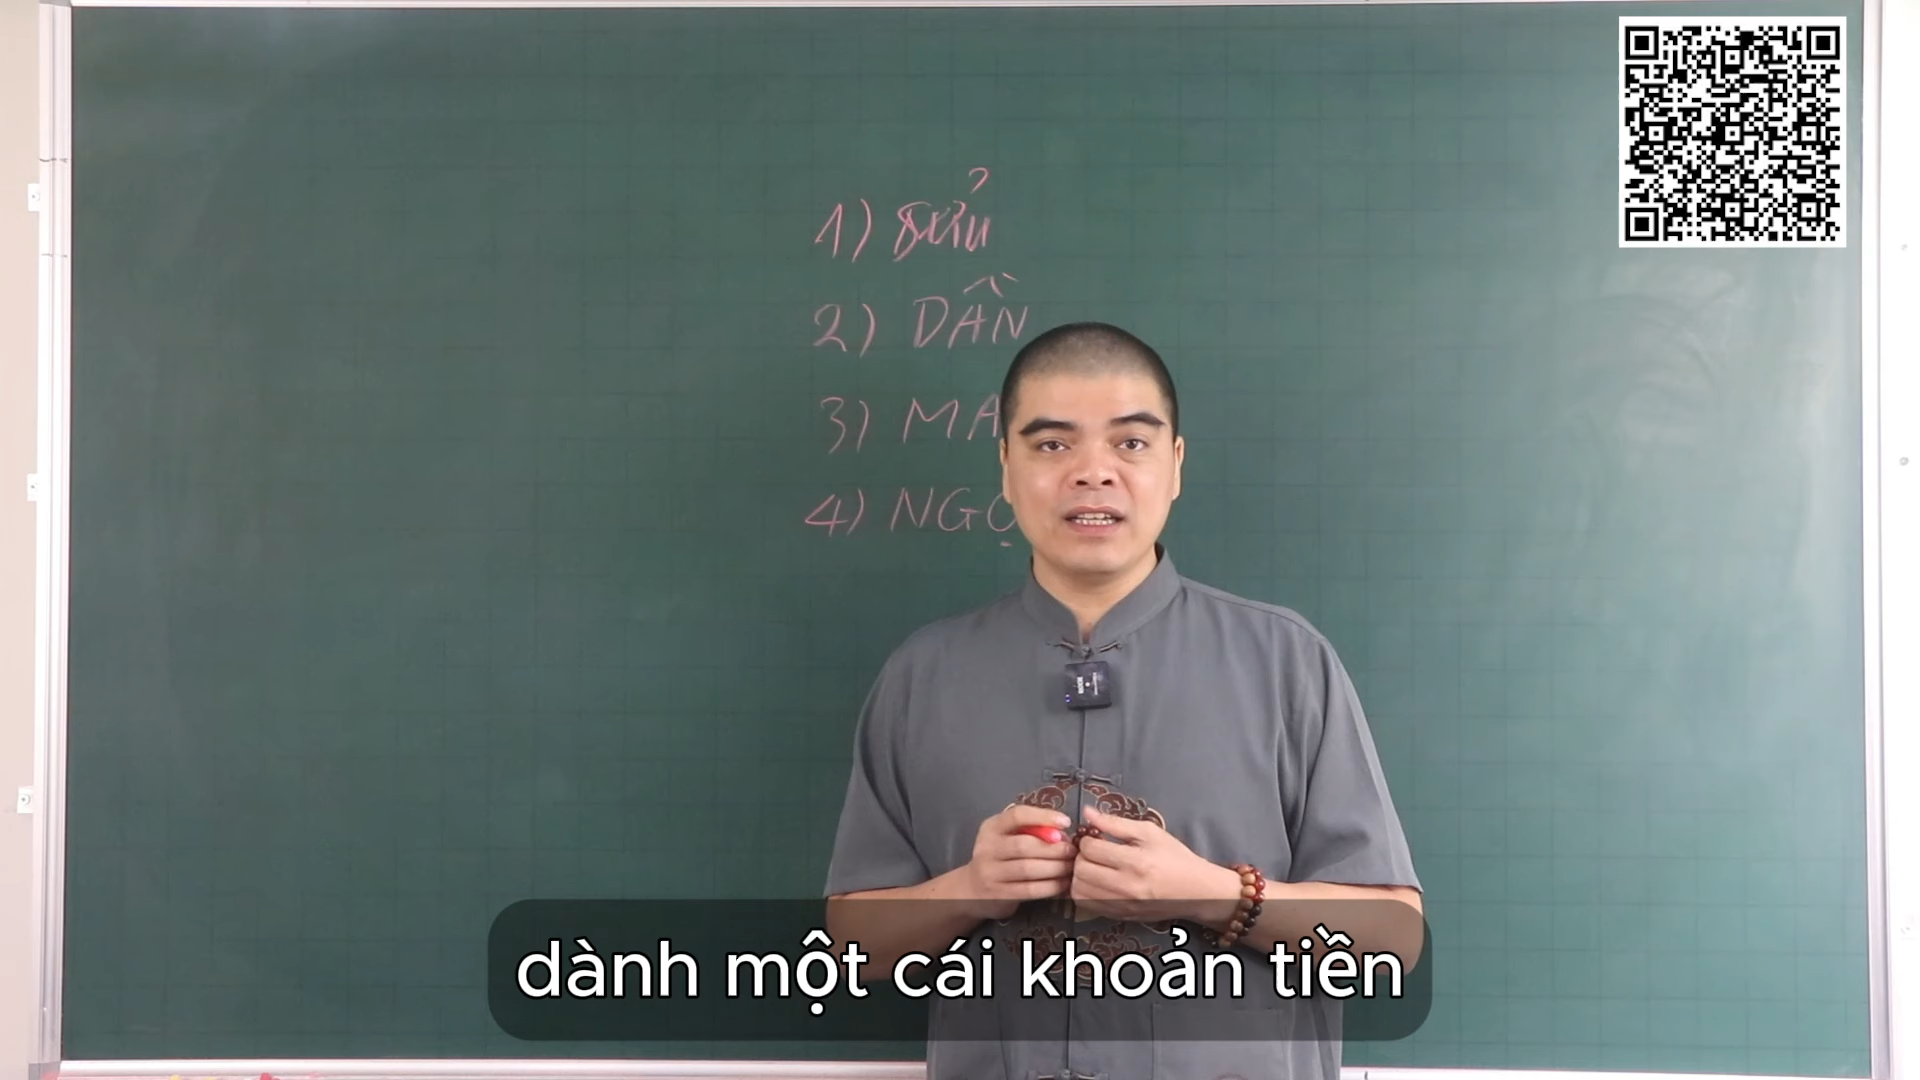 1) SỬU
2) DẦN
3) MA
4) NGỌ
dành một cái khoản tiền